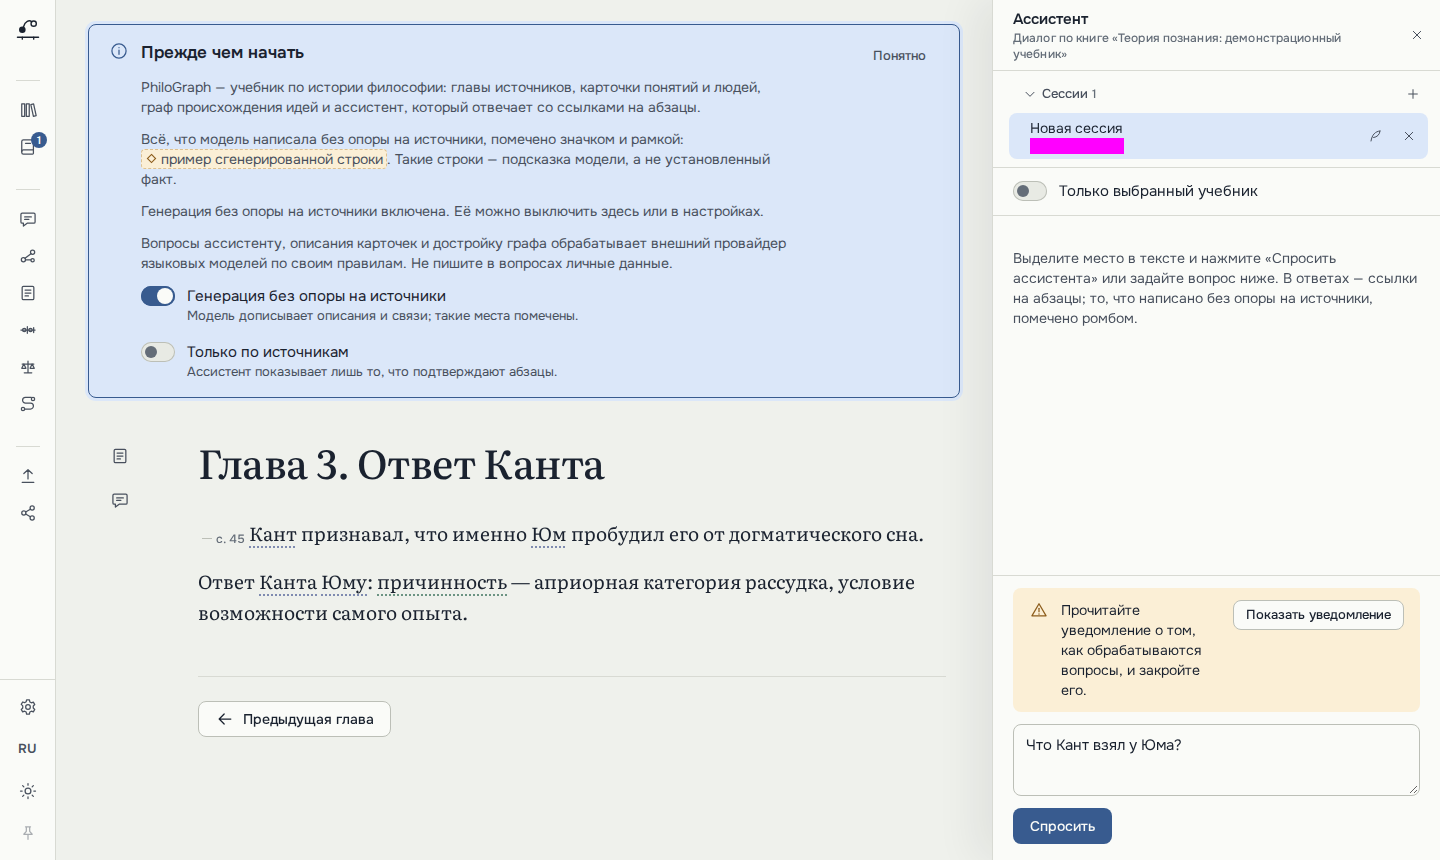 1
RU
Прежде чем начать
Понятно
PhiloGraph — учебник по истории философии: главы источников, карточки понятий и людей,
граф происхождения идей и ассистент, который отвечает со ссылками на абзацы.
Всё, что модель написала без опоры на источники, помечено значком и рамкой:
пример сгенерированной строки. Такие строки — подсказка модели, а не установленный
факт.
Генерация без опоры на источники включена. Её можно выключить здесь или в настройках.
Вопросы ассистенту, описания карточек и достройку графа обрабатывает внешний провайдер
языковых моделей по своим правилам. Не пишите в вопросах личные данные.
Генерация без опоры на источники
Модель дописывает описания и связи; такие места помечены.
Только по источникам
Ассистент показывает лишь то, что подтверждают абзацы.
Глава 3. Ответ Канта
— с. 45 Кант признавал, что именно Юм пробудил его от догматического сна.
Ответ Канта Юму: причинность — априорная категория рассудка, условие
возможности самого опыта.
Предыдущая глава
Ассистент
Диалог по книге «Теория познания: демонстрационный
учебник»
Сессии 1
Новая сессия
Только выбранный учебник
Выделите место в тексте и нажмите «Спросить
ассистента» или задайте вопрос ниже. В ответах — ссылки
на абзацы; то, что написано без опоры на источники,
помечено ромбом.
Прочитайте
уведомление о том,
как обрабатываются
вопросы, и закройте
его.
Показать уведомление
Что Кант взял у Юма?
Спросить